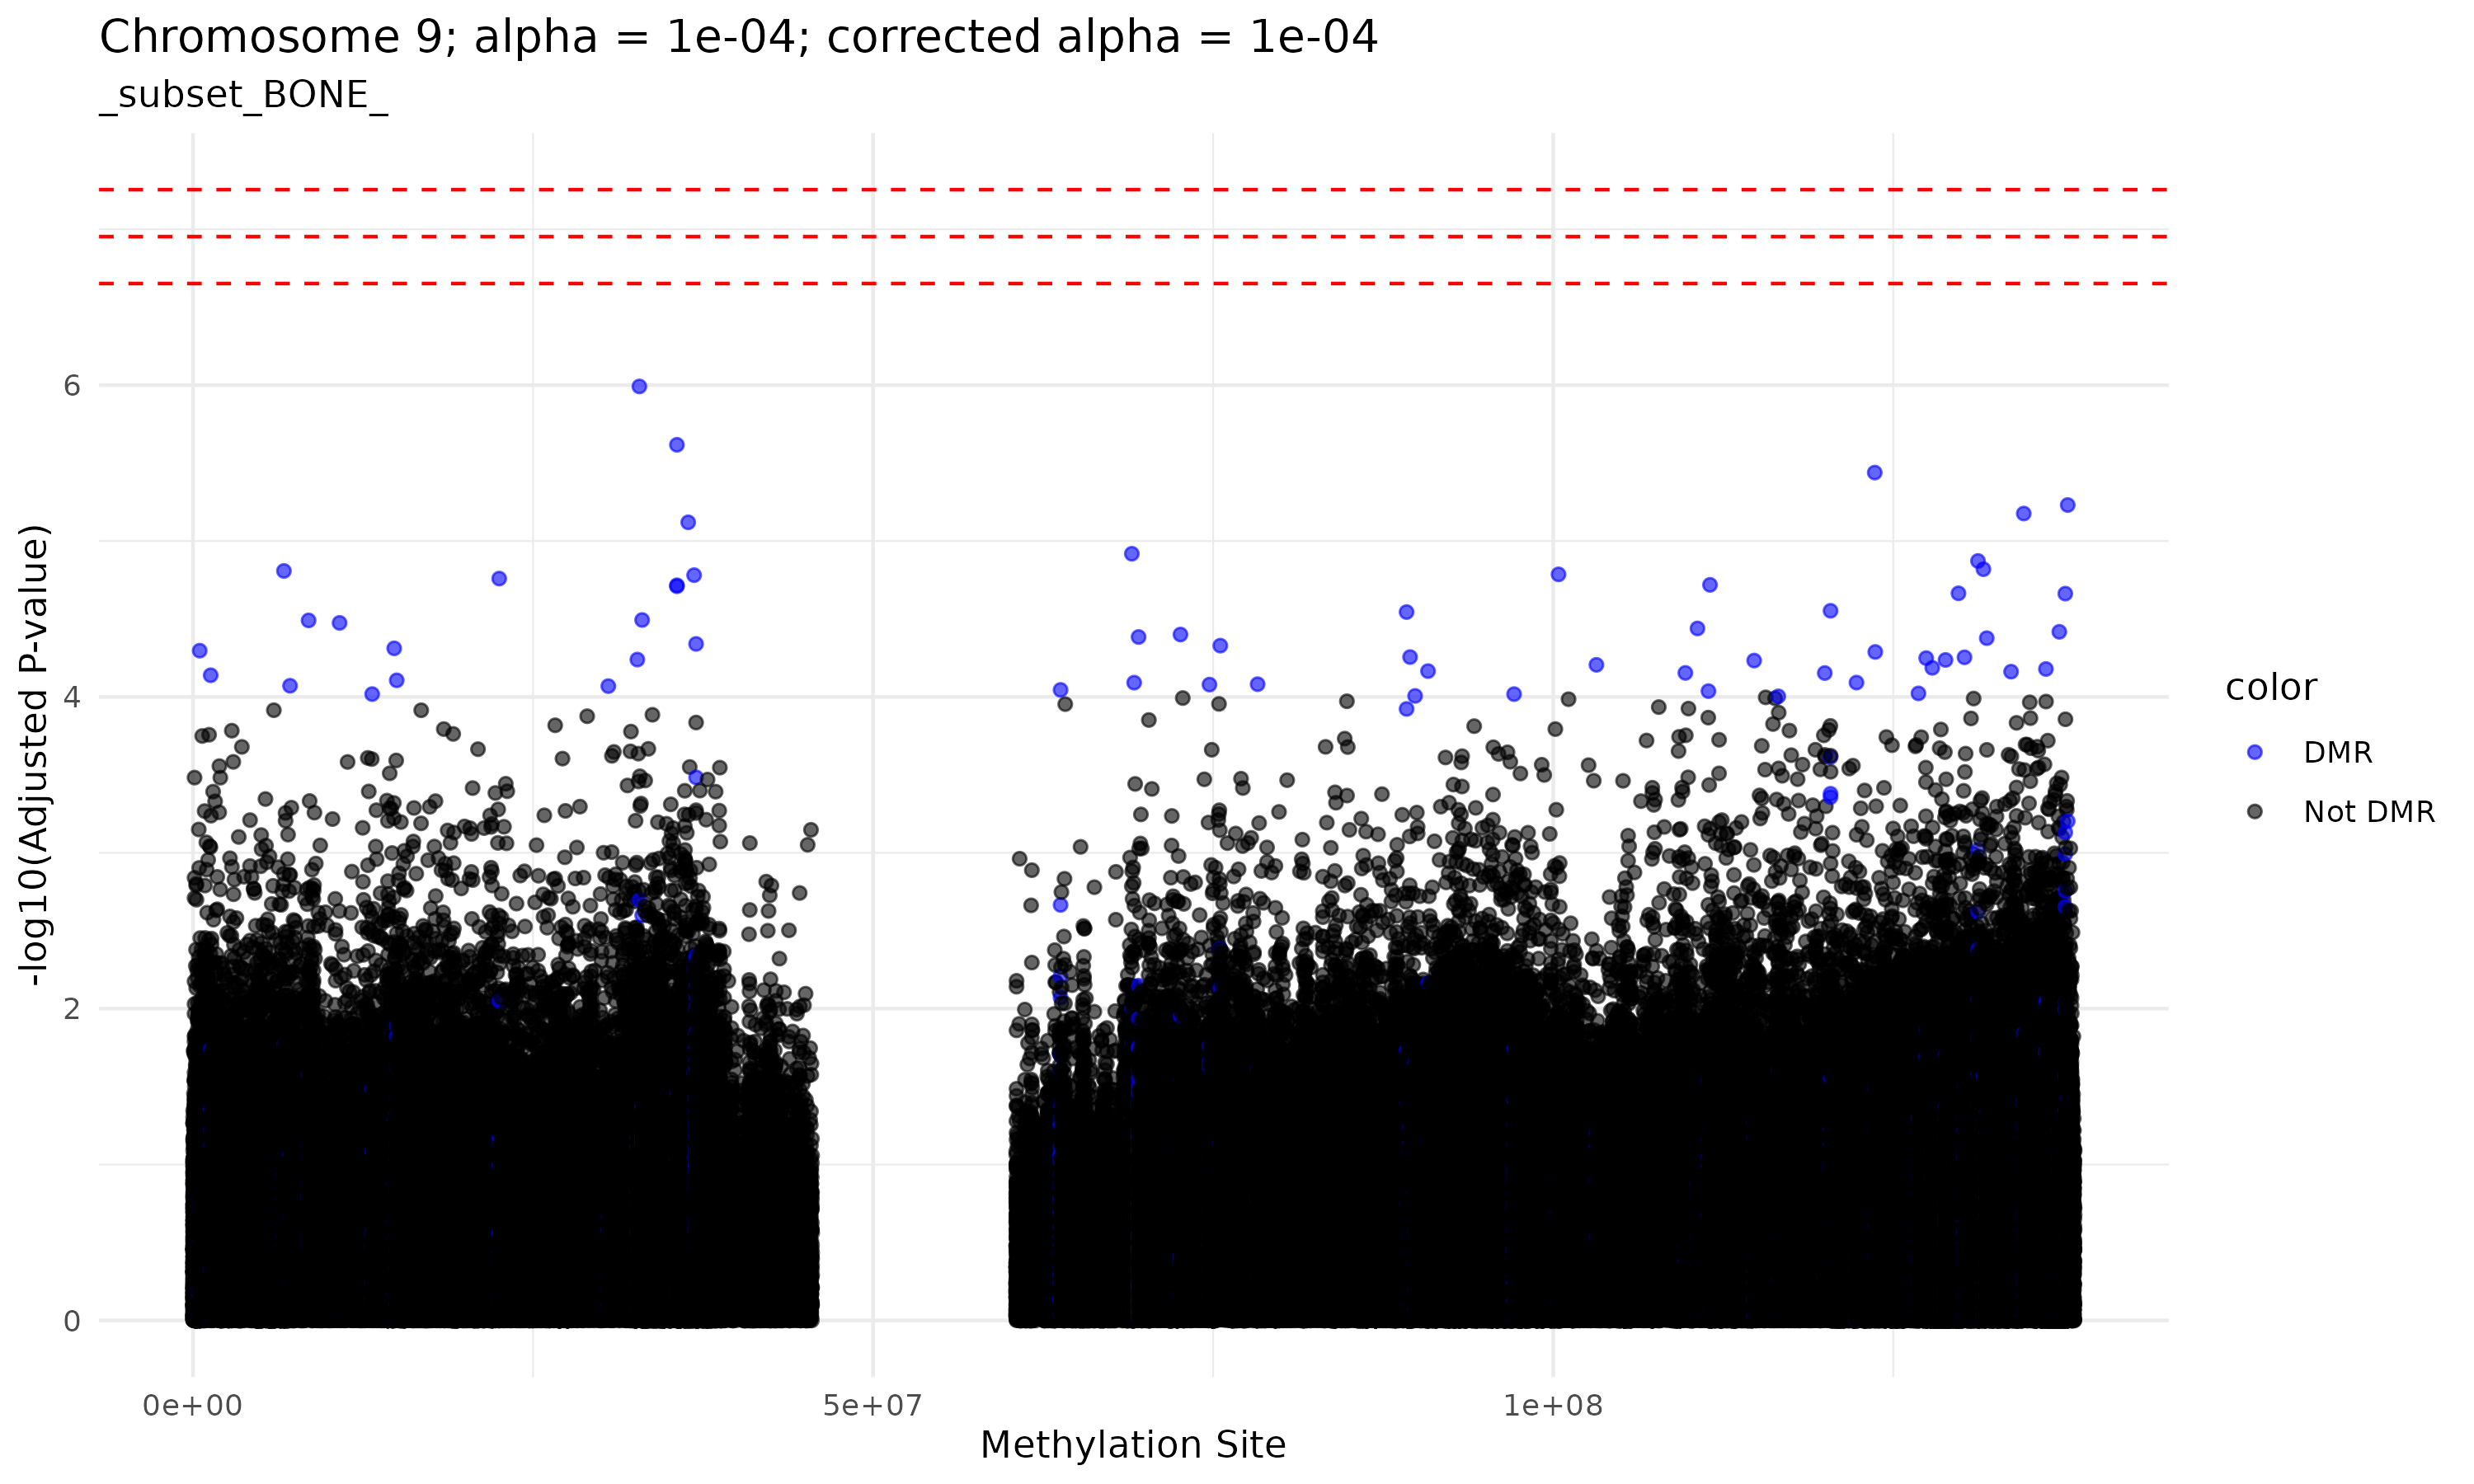 Chromosome 9; alpha = 1e-04; corrected alpha = 1e-04
_subset_BONE_
-log10(Adjusted P-value)
6
4
2
0
0e+00
5e+07
1e+08
Methylation Site
color
DMR
Not DMR